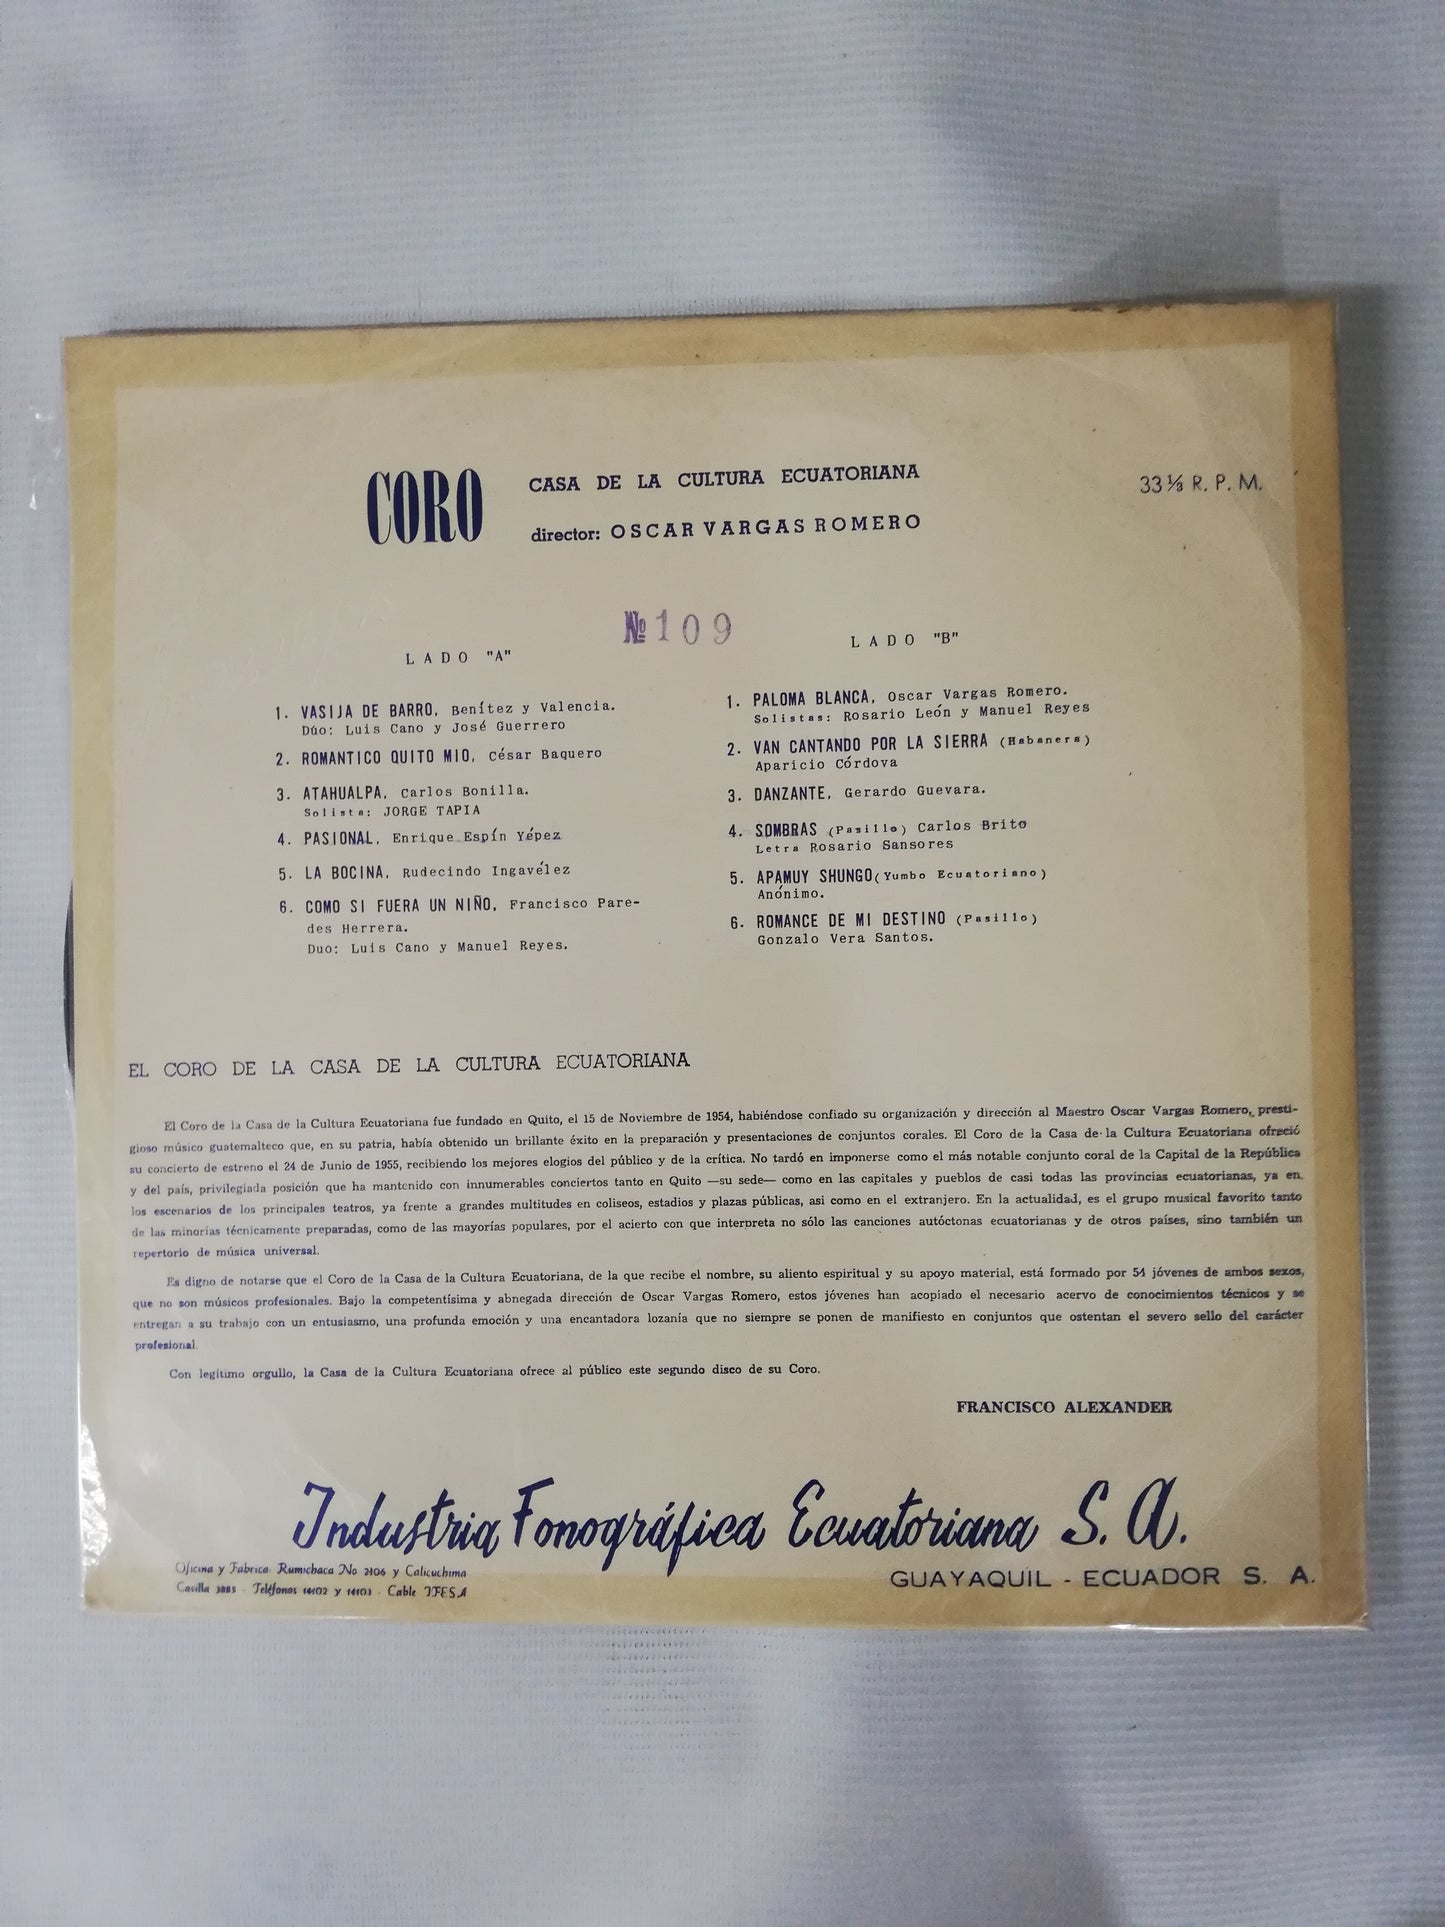 CORO CASA DE LA CULTURA ECUATORIANA
director: OSCAR VARGAS ROMERO
33 ⅓ R. P. M.
№ 109
LADO "A"
1. VASIJA DE BARRO, Benítez y Valencia.
Dúo: Luis Cano y José Guerrero
2. ROMANTICO QUITO MIO, César Baquero
3. ATAHUALPA, Carlos Bonilla.
Solista: JORGE TAPIA
4. PASIONAL, Enrique Espín Yépez
5. LA BOCINA, Rudecindo Ingavélez
6. COMO SI FUERA UN NIÑO, Francisco Pare-
des Herrera.
Duo: Luis Cano y Manuel Reyes.
LADO "B"
1. PALOMA BLANCA, Oscar Vargas Romero.
Solistas: Rosario León y Manuel Reyes
2. VAN CANTANDO POR LA SIERRA (Habanera)
Aparicio Córdova
3. DANZANTE, Gerardo Guevara.
4. SOMBRAS (Pasillo) Carlos Brito
Letra Rosario Sansores
5. APAMUY SHUNGO (Yumbo Ecuatoriano)
Anónimo.
6. ROMANCE DE MI DESTINO (Pasillo)
Gonzalo Vera Santos.
EL CORO DE LA CASA DE LA CULTURA ECUATORIANA
El Coro de la Casa de la Cultura Ecuatoriana fue fundado en Quito, el 15 de Noviembre de 1954, habiéndose confiado su organización y dirección al Maestro Oscar Vargas Romero, presti-
gioso músico guatemalteco que, en su patria, había obtenido un brillante éxito en la preparación y presentaciones de conjuntos corales. El Coro de la Casa de la Cultura Ecuatoriana ofreció
su concierto de estreno el 24 de Junio de 1955, recibiendo los mejores elogios del público y de la crítica. No tardó en imponerse como el más notable conjunto coral de la Capital de la República
y del país, privilegiada posición que ha mantenido con innumerables conciertos tanto en Quito —su sede— como en las capitales y pueblos de casi todas las provincias ecuatorianas, ya en
los escenarios de los principales teatros, ya frente a grandes multitudes en coliseos, estadios y plazas públicas, asi como en el extranjero. En la actualidad, es el grupo musical favorito tanto
de las minorías técnicamente preparadas, como de las mayorías populares, por el acierto con que interpreta no sólo las canciones autóctonas ecuatorianas y de otros países, sino también un
repertorio de música universal.
Es digno de notarse que el Coro de la Casa de la Cultura Ecuatoriana, de la que recibe el nombre, su aliento espiritual y su apoyo material, está formado por 54 jóvenes de ambos sexos,
que no son músicos profesionales. Bajo la competentísima y abnegada dirección de Oscar Vargas Romero, estos jóvenes han acopiado el necesario acervo de conocimientos técnicos y se
entregan a su trabajo con un entusiasmo, una profunda emoción y una encantadora lozanía que no siempre se ponen de manifiesto en conjuntos que ostentan el severo sello del carácter
profesional.
Con legítimo orgullo, la Casa de la Cultura Ecuatoriana ofrece al público este segundo disco de su Coro.
FRANCISCO ALEXANDER
Industria Fonográfica Ecuatoriana S. A.
Oficina y Fabrica Rumichaca No 2106 y Calicuchima
Casilla 3885 - Teléfonos 14102 y 14103 - Cable IFESA
GUAYAQUIL - ECUADOR S. A.